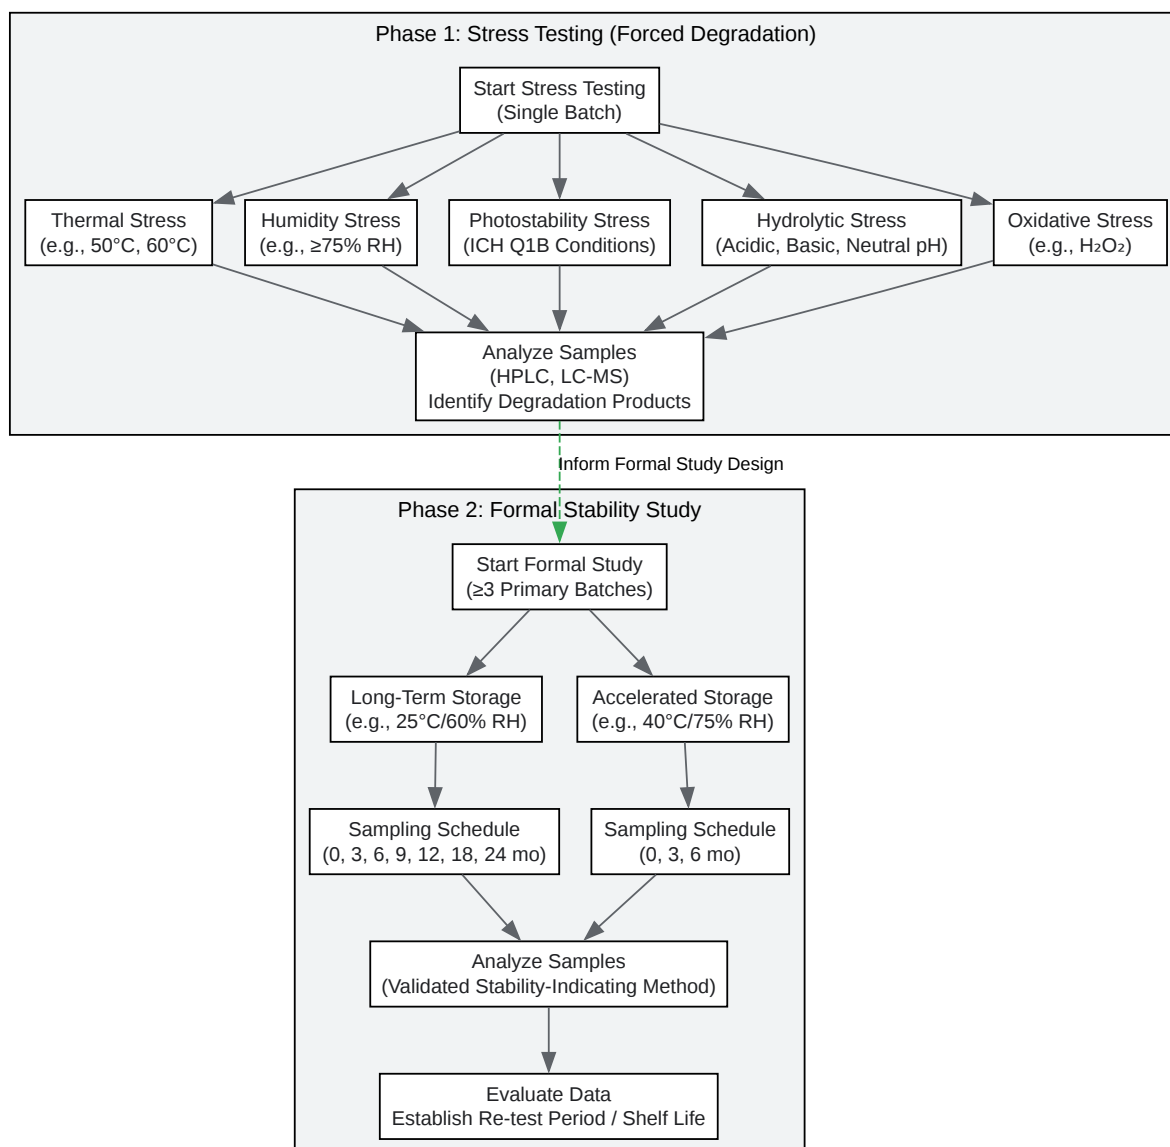 Phase 1: Stress Testing (Forced Degradation)
Start Stress Testing
(Single Batch)
Thermal Stress
(e.g., 50°C, 60°C)
Humidity Stress
(e.g., ≥75% RH)
Photostability Stress
(ICH Q1B Conditions)
Hydrolytic Stress
(Acidic, Basic, Neutral pH)
Oxidative Stress
(e.g., H₂O₂)
Analyze Samples
(HPLC, LC-MS)
Identify Degradation Products
Inform Formal Study Design
Phase 2: Formal Stability Study
Start Formal Study
(≥3 Primary Batches)
Long-Term Storage
(e.g., 25°C/60% RH)
Accelerated Storage
(e.g., 40°C/75% RH)
Sampling Schedule
(0, 3, 6, 9, 12, 18, 24 mo)
Sampling Schedule
(0, 3, 6 mo)
Analyze Samples
(Validated Stability-Indicating Method)
Evaluate Data
Establish Re-test Period / Shelf Life